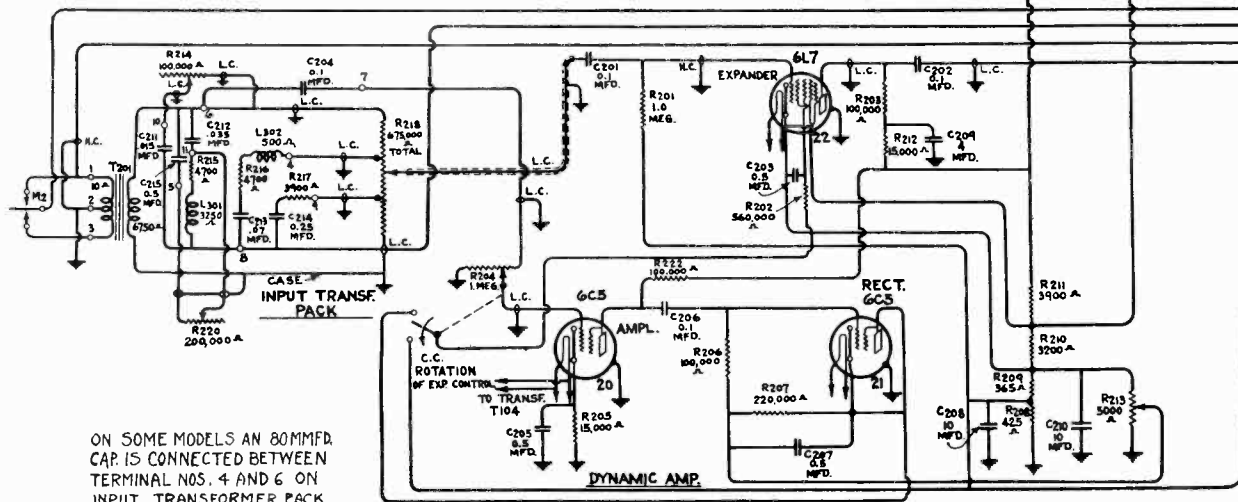 R214
100,000 Ω
L.C.
C204
0.1
MFD.
7
L.C.
6
L.C.
10
C211
.015
MFD
C212
.035
MFD
11
R215
4700
Ω
C215
0.5
MFD.
5
L301
3250
Ω
L302
500 Ω
R216
4700
Ω
4
R217
3900 Ω
L.C.
L.C.
C213
.07
MFD
C214
0.25
MFD.
8
R218
675,000
Ω
TOTAL
L.C.
H.C.
T201
M2
1
10 Ω
2
3
6750 Ω
CASE
INPUT TRANSF.
PACK
R220
200,000 Ω
L.C.
L.C.
C201
0.1
MFD.
L.C.
R201
1.0
MEG.
H.C.
EXPANDER
6L7
22
L.C.
C202
0.1
MFD.
L.C.
R203
100,000
Ω
R212
15,000 Ω
C209
4
MFD.
C203
0.5
MFD.
R202
560,000
Ω
R222
100,000 Ω
R204
1 MEG.
L.C.
6C5
AMPL.
20
C206
0.1
MFD.
R206
100,000
Ω
RECT.
6C5
21
R207
220,000 Ω
C207
0.5
MFD.
C.C.
ROTATION
OF EXP. CONTROL
TO TRANSF.
T104
C205
0.5
MFD.
R205
15,000
Ω
DYNAMIC AMP.
R211
3900 Ω
R210
3200 Ω
R209
365 Ω
C208
10
MFD.
R208
425
Ω
C210
10
MFD.
R213
5000
Ω
ON SOME MODELS AN 80 MMFD.
CAP. IS CONNECTED BETWEEN
TERMINAL NOS. 4 AND 6 ON
INPUT TRANSFORMER PACK